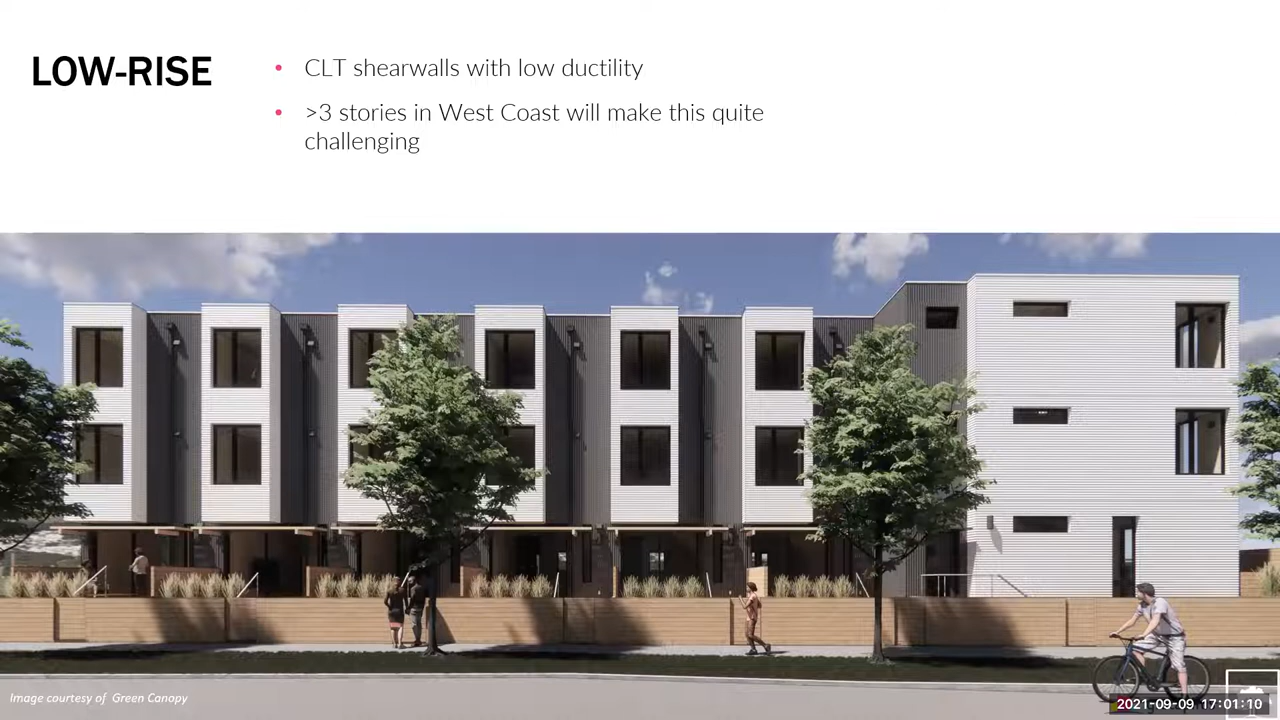 LOW-RISE
• CLT shearwalls with low ductility
• >3 stories in West Coast will make this quite
challenging
Image courtesy of Green Canopy
2021-09-09 17:01:10